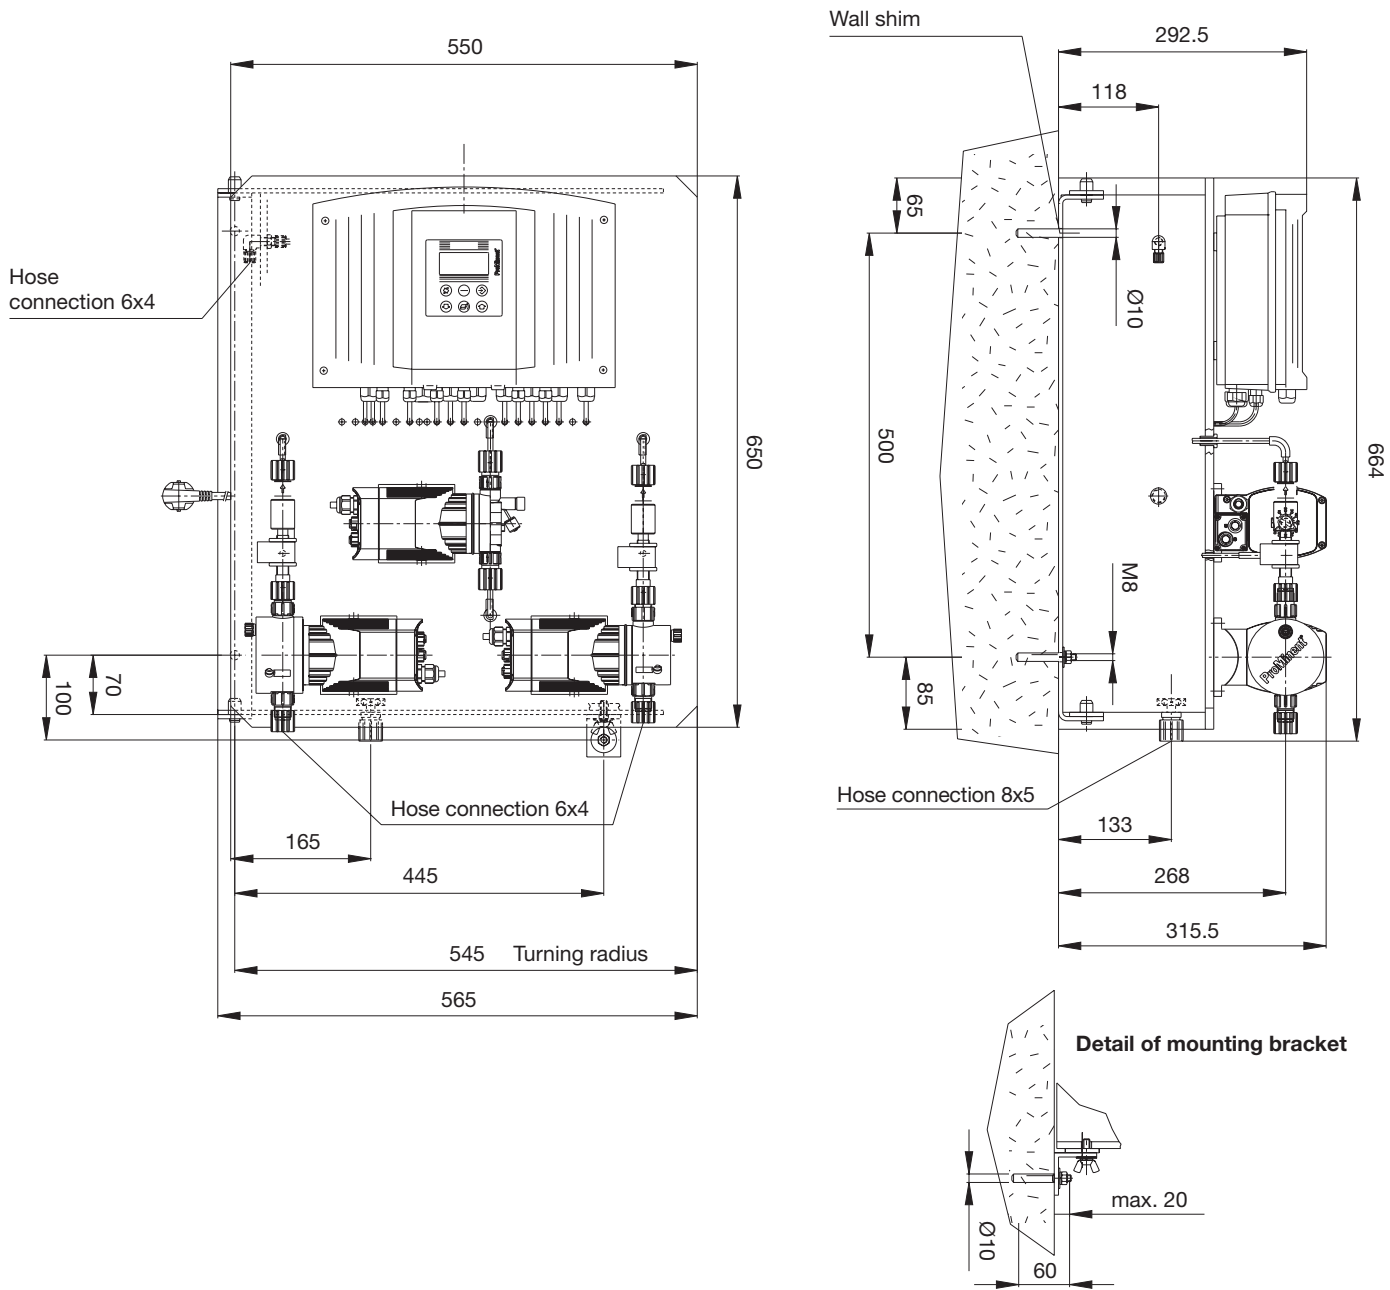 Wall shim
550
292.5
118
65
Hose
connection 6x4
Ø10
ProMinent®
500
650
664
M8
ProMinent®
100
70
85
Hose connection 8x5
Hose connection 6x4
133
165
268
445
315.5
545 Turning radius
565
Detail of mounting bracket
max. 20
Ø10
60